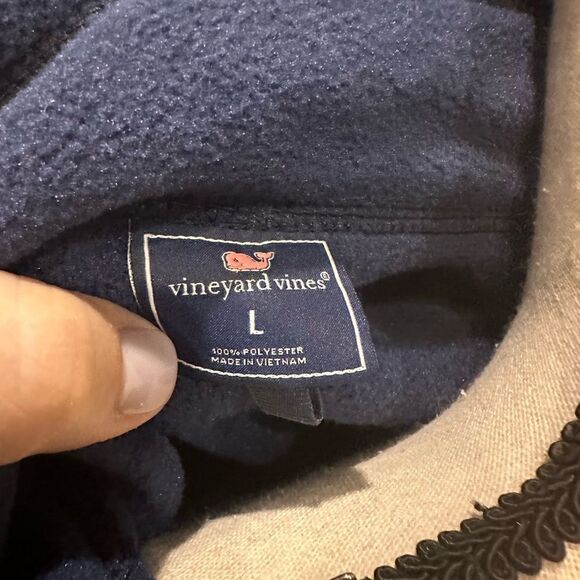 vineyard vines®
L
100% POLYESTER
MADE IN VIETNAM